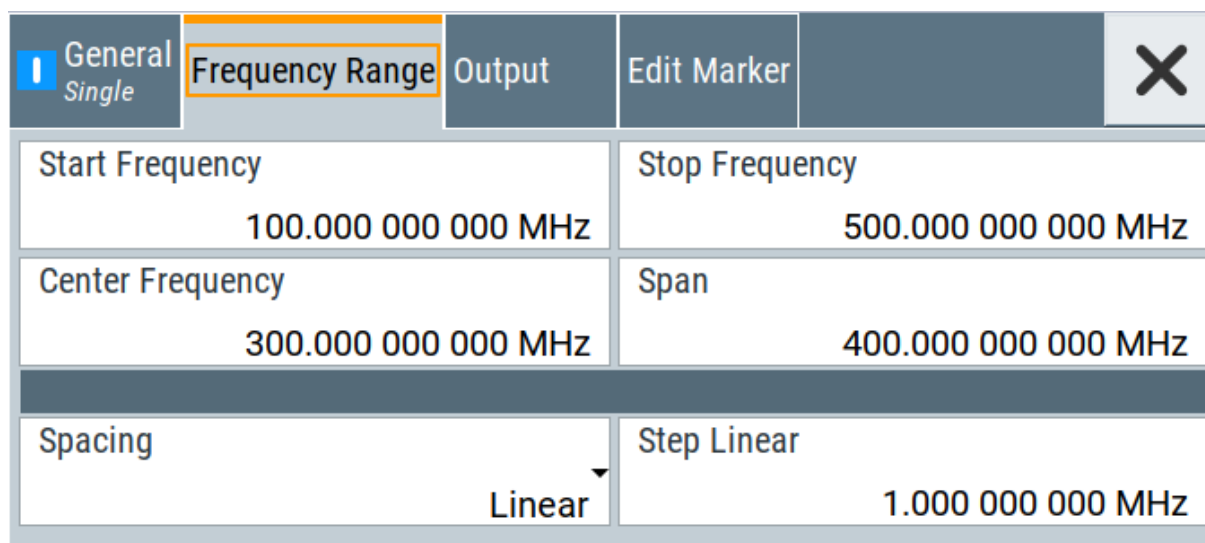 General
Single
Frequency Range
Output
Edit Marker
Start Frequency
100.000 000 000 MHz
Stop Frequency
500.000 000 000 MHz
Center Frequency
300.000 000 000 MHz
Span
400.000 000 000 MHz
Spacing
Linear
Step Linear
1.000 000 000 MHz